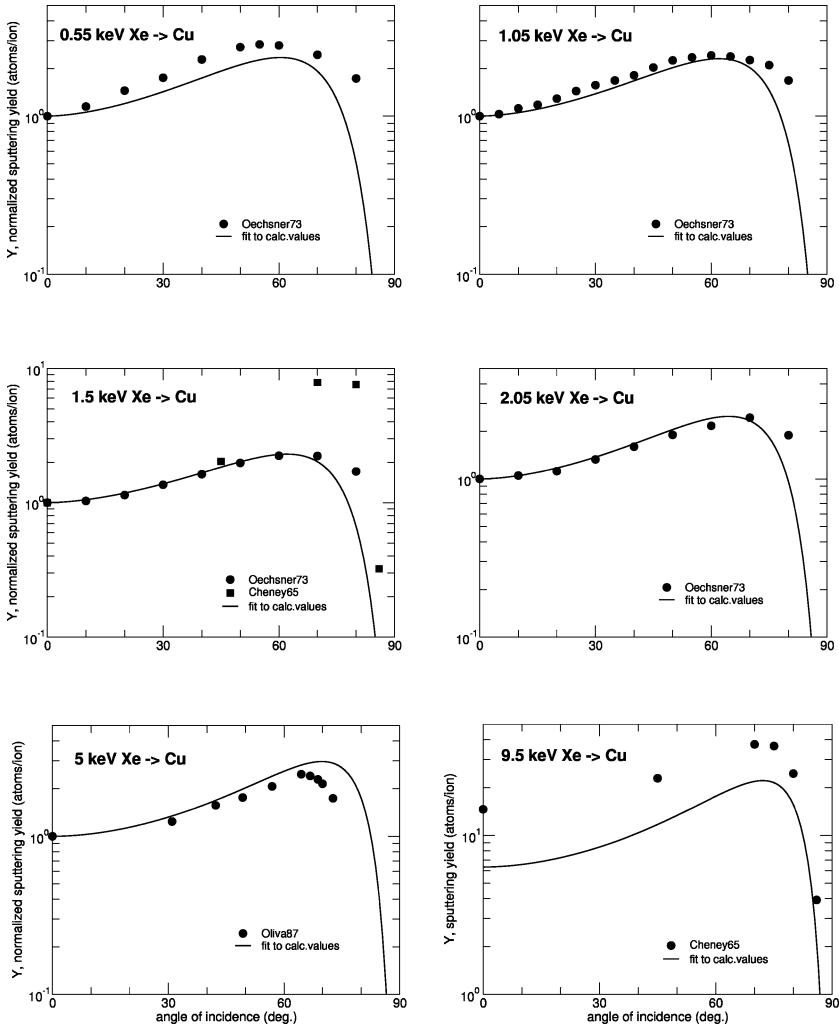 0.55 keV Xe -> Cu
Y, normalized sputtering yield (atoms/ion)
10^0
10^-1
Oechsner73
fit to calc.values
0 30 60 90
1.05 keV Xe -> Cu
10^0
10^-1
Oechsner73
fit to calc.values
0 30 60 90
1.5 keV Xe -> Cu
Y, normalized sputtering yield (atoms/ion)
10^1
10^0
10^-1
Oechsner73
Cheney65
fit to calc.values
0 30 60 90
2.05 keV Xe -> Cu
10^0
10^-1
Oechsner73
fit to calc.values
0 30 60 90
5 keV Xe -> Cu
Y, normalized sputtering yield (atoms/ion)
10^0
10^-1
Oliva87
fit to calc.values
0 30 60 90
angle of incidence (deg.)
9.5 keV Xe -> Cu
Y, sputtering yield (atoms/ion)
10^1
10^0
Cheney65
fit to calc.values
0 30 60 90
angle of incidence (deg.)